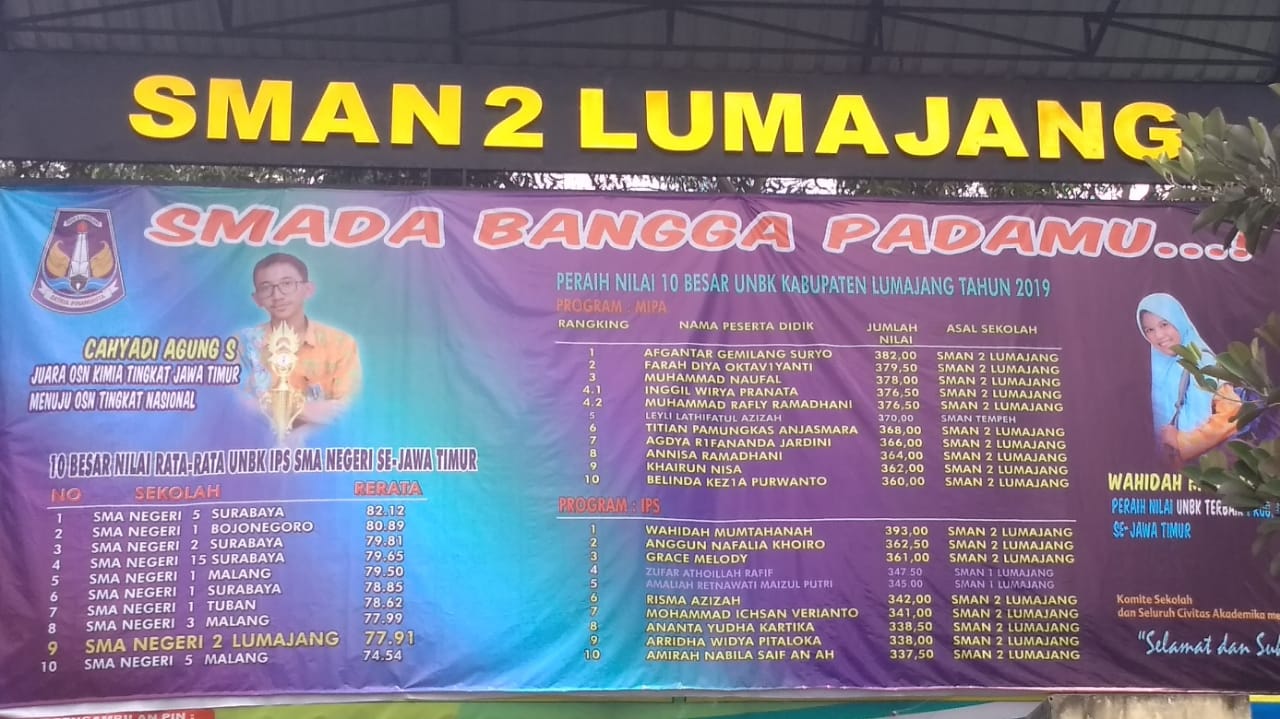 SMAN 2 LUMAJANG
SMADA BANGGA PADAMU....!
CAHYADI AGUNG S
JUARA OSN KIMIA TINGKAT JAWA TIMUR
MENUJU OSN TINGKAT NASIONAL
10 BESAR NILAI RATA-RATA UNBK IPS SMA NEGERI SE-JAWA TIMUR
NO SEKOLAH RERATA
1 SMA NEGERI 5 SURABAYA 82.12
2 SMA NEGERI 1 BOJONEGORO 80.89
3 SMA NEGERI 2 SURABAYA 79.81
4 SMA NEGERI 15 SURABAYA 79.65
5 SMA NEGERI 1 MALANG 79.50
6 SMA NEGERI 1 SURABAYA 78.85
7 SMA NEGERI 1 TUBAN 78.62
8 SMA NEGERI 3 MALANG 77.99
9 SMA NEGERI 2 LUMAJANG 77.91
10 SMA NEGERI 5 MALANG 74.54
PERAIH NILAI 10 BESAR UNBK KABUPATEN LUMAJANG TAHUN 2019
PROGRAM : MIPA
RANGKING NAMA PESERTA DIDIK JUMLAH NILAI ASAL SEKOLAH
1 AFGANTAR GEMILANG SURYO 382,00 SMAN 2 LUMAJANG
2 FARAH DIYA OKTAV1YANTI 379,50 SMAN 2 LUMAJANG
3 MUHAMMAD NAUFAL 378,00 SMAN 2 LUMAJANG
4.1 INGGIL WIRYA PRANATA 376,50 SMAN 2 LUMAJANG
4.2 MUHAMMAD RAFLY RAMADHANI 376,50 SMAN 2 LUMAJANG
5 LEYLI LATHIFATUL AZIZAH 370,00 SMAN TEMPEH
6 TITIAN PAMUNGKAS ANJASMARA 368,00 SMAN 2 LUMAJANG
7 AGDYA R1FANANDA JARDINI 366,00 SMAN 2 LUMAJANG
8 ANNISA RAMADHANI 364,00 SMAN 2 LUMAJANG
9 KHAIRUN NISA 362,00 SMAN 2 LUMAJANG
10 BELINDA KEZ1A PURWANTO 360,00 SMAN 2 LUMAJANG
PROGRAM : IPS
1 WAHIDAH MUMTAHANAH 393,00 SMAN 2 LUMAJANG
2 ANGGUN NAFALIA KHOIRO 362,50 SMAN 2 LUMAJANG
3 GRACE MELODY 361,00 SMAN 2 LUMAJANG
4 ZUFAR ATHOILLAH RAFIF 347.50 SMAN 1 LUMAJANG
5 AMALIAH RETNAWATI MAIZUL PUTRI 345.00 SMAN 1 LUMAJANG
6 RISMA AZIZAH 342,00 SMAN 2 LUMAJANG
7 MOHAMMAD ICHSAN VERIANTO 341,00 SMAN 2 LUMAJANG
8 ANANTA YUDHA KARTIKA 338,50 SMAN 2 LUMAJANG
9 ARRIDHA WIDYA PITALOKA 338,00 SMAN 2 LUMAJANG
10 AMIRAH NABILA SAIF AN AH 337,50 SMAN 2 LUMAJANG
WAHIDAH
PERAIH NILAI UNBK TERBAIK
SE-JAWA TIMUR
Komite Sekolah
dan Seluruh Civitas Akademika
"Selamat dan
PENGAMBILAN PIN :